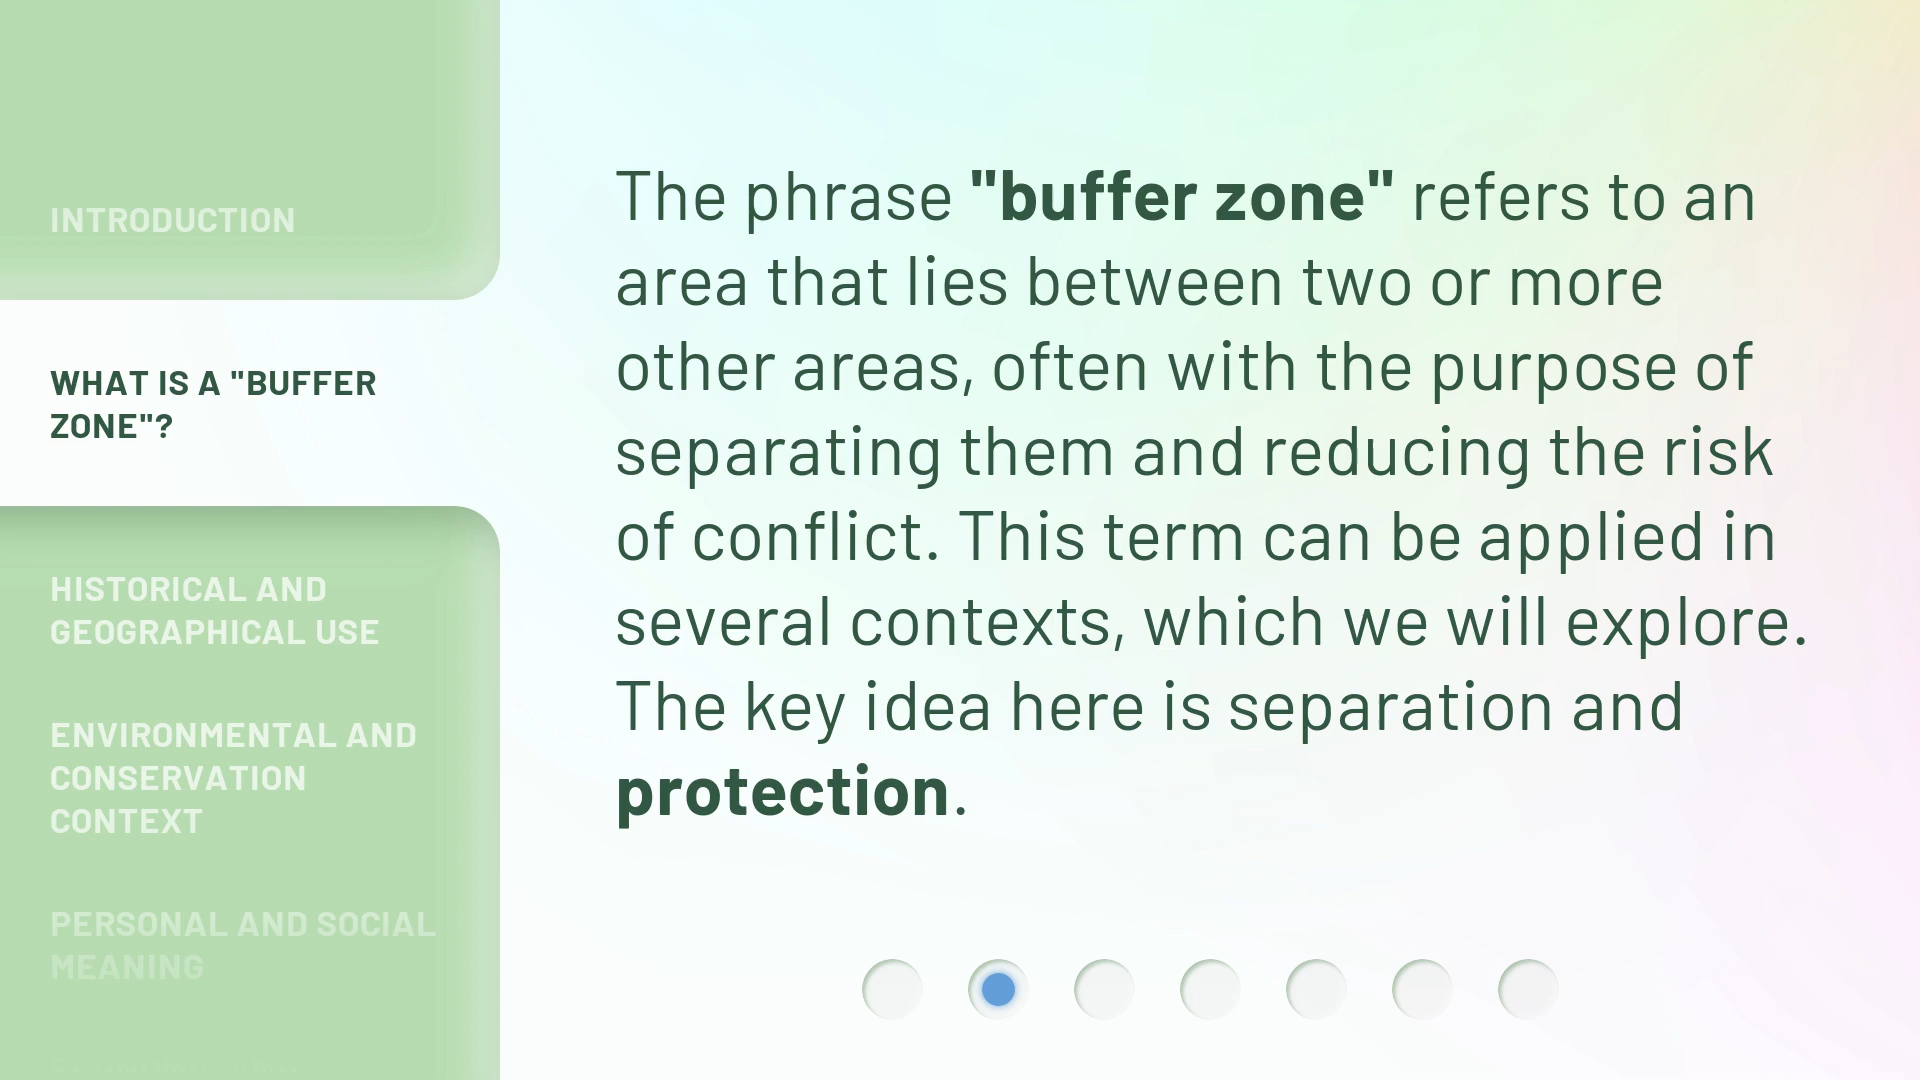 INTRODUCTION
WHAT IS A "BUFFER
ZONE"?
HISTORICAL AND
GEOGRAPHICAL USE
ENVIRONMENTAL AND
CONSERVATION
CONTEXT
PERSONAL AND SOCIAL
MEANING
The phrase "buffer zone" refers to an
area that lies between two or more
other areas, often with the purpose of
separating them and reducing the risk
of conflict. This term can be applied in
several contexts, which we will explore.
The key idea here is separation and
protection.